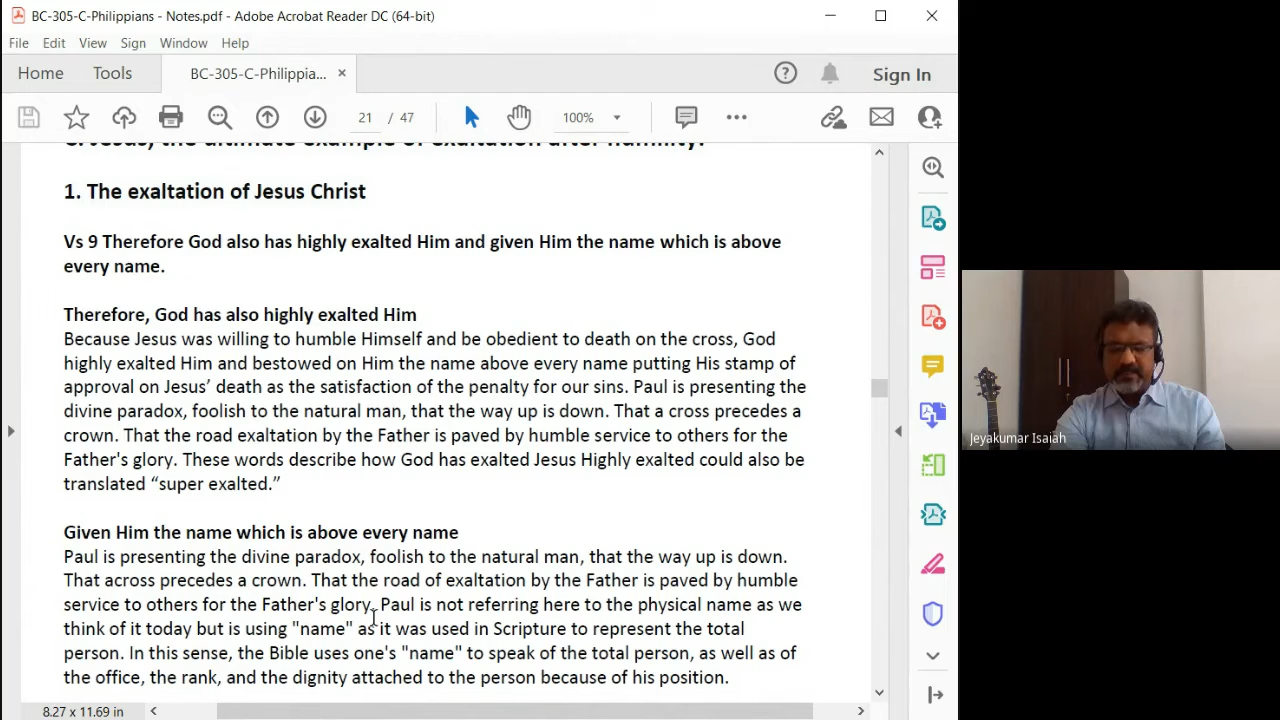 BC-305-C-Philippians - Notes.pdf - Adobe Acrobat Reader DC (64-bit)
File Edit View Sign Window Help
Home Tools BC-305-C-Philippia... × Sign In
21 / 47 100%
C. Jesus, the ultimate example of exaltation after humility.
1. The exaltation of Jesus Christ
Vs 9 Therefore God also has highly exalted Him and given Him the name which is above
every name.
Therefore, God has also highly exalted Him
Because Jesus was willing to humble Himself and be obedient to death on the cross, God
highly exalted Him and bestowed on Him the name above every name putting His stamp of
approval on Jesus’ death as the satisfaction of the penalty for our sins. Paul is presenting the
divine paradox, foolish to the natural man, that the way up is down. That a cross precedes a
crown. That the road exaltation by the Father is paved by humble service to others for the
Father's glory. These words describe how God has exalted Jesus Highly exalted could also be
translated “super exalted.”
Given Him the name which is above every name
Paul is presenting the divine paradox, foolish to the natural man, that the way up is down.
That across precedes a crown. That the road of exaltation by the Father is paved by humble
service to others for the Father's glory. Paul is not referring here to the physical name as we
think of it today but is using "name" as it was used in Scripture to represent the total
person. In this sense, the Bible uses one's "name" to speak of the total person, as well as of
the office, the rank, and the dignity attached to the person because of his position.
8.27 x 11.69 in
Jeyakumar Isaiah